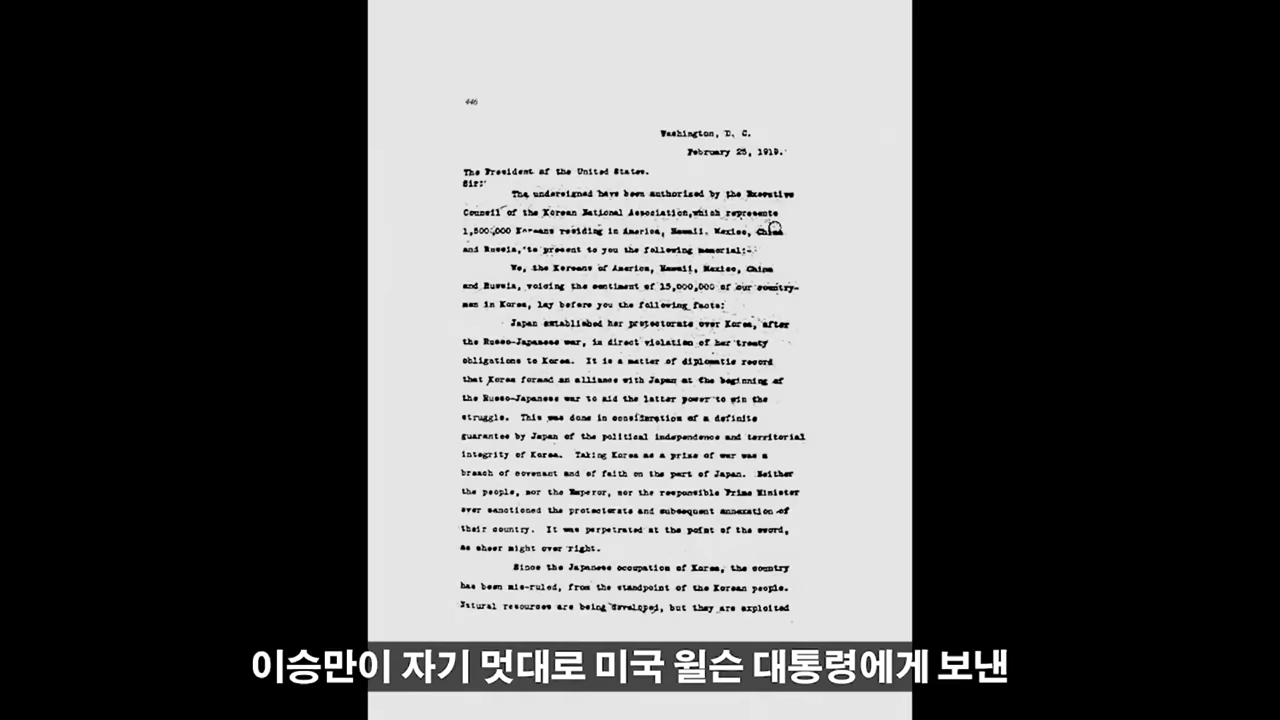 446
Washington, D. C.
February 25, 1919.
The President of the United States.
Sir:
The undersigned have been authorized by the Executive
Council of the Korean National Association,which represents
1,500,000 Koreans residing in America, Hawaii, Mexico, China
and Russia, to present to you the following memorial:-
We, the Koreans of America, Hawaii, Mexico, China
and Russia, voicing the sentiment of 15,000,000 of our country-
men in Korea, lay before you the following facts:
Japan established her protectorate over Korea, after
the Russo-Japanese war, in direct violation of her treaty
obligations to Korea. It is a matter of diplomatic record
that Korea formed an alliance with Japan at the beginning of
the Russo-Japanese war to aid the latter power to win the
struggle. This was done in consideration of a definite
guarantee by Japan of the political independence and territorial
integrity of Korea. Taking Korea as a prize of war was a
breach of covenant and of faith on the part of Japan. Neither
the people, nor the Emperor, nor the responsible Prime Minister
ever sanctioned the protectorate and subsequent annexation of
their country. It was perpetrated at the point of the sword,
as sheer might over right.
Since the Japanese occupation of Korea, the country
has been mis-ruled, from the standpoint of the Korean people.
Natural resources are being developed, but they are exploited
이승만이 자기 멋대로 미국 윌슨 대통령에게 보낸